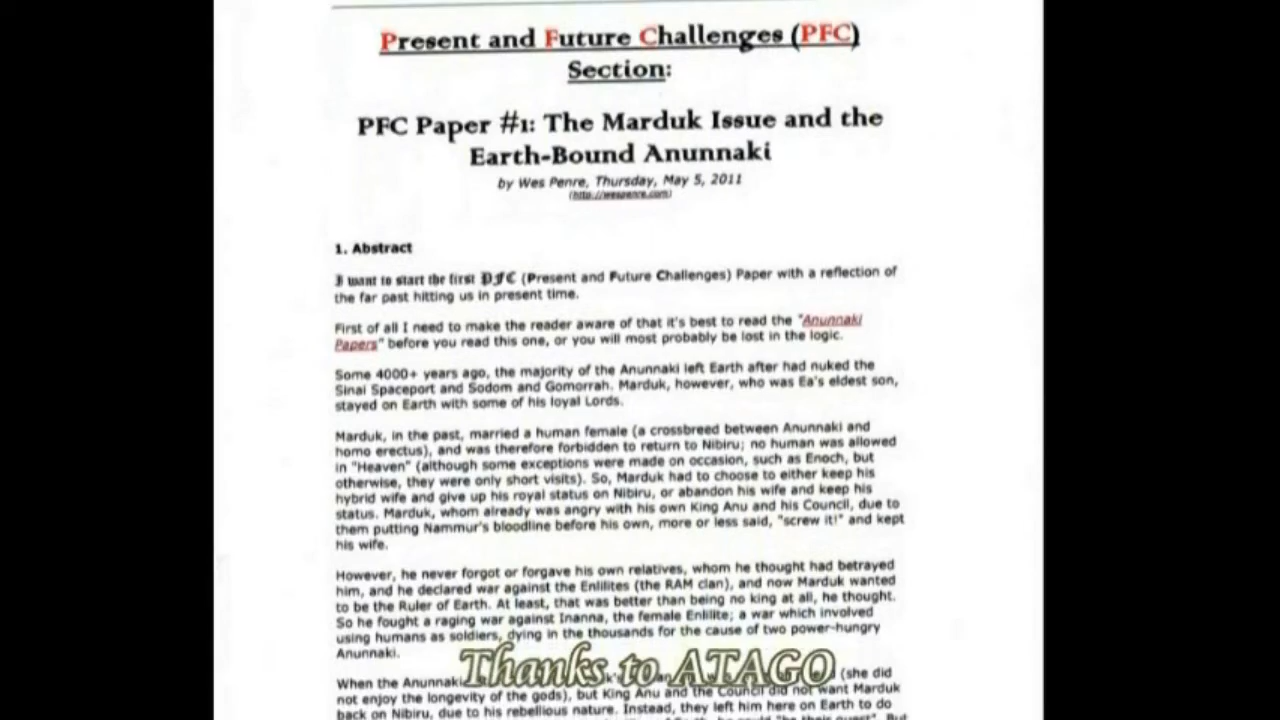 Present and Future Challenges (PFC)
Section:
PFC Paper #1: The Marduk Issue and the
Earth-Bound Anunnaki
by Wes Penre, Thursday, May 5, 2011
(http://wespenre.com)
1. Abstract
I want to start the first PFC (Present and Future Challenges) Paper with a reflection of
the far past hitting us in present time.
First of all I need to make the reader aware of that it's best to read the "Anunnaki
Papers" before you read this one, or you will most probably be lost in the logic.
Some 4000+ years ago, the majority of the Anunnaki left Earth after had nuked the
Sinai Spaceport and Sodom and Gomorrah. Marduk, however, who was Ea's eldest son,
stayed on Earth with some of his loyal Lords.
Marduk, in the past, married a human female (a crossbreed between Anunnaki and
homo erectus), and was therefore forbidden to return to Nibiru; no human was allowed
in "Heaven" (although some exceptions were made on occasion, such as Enoch, but
otherwise, they were only short visits). So, Marduk had to choose to either keep his
hybrid wife and give up his royal status on Nibiru, or abandon his wife and keep his
status. Marduk, whom already was angry with his own King Anu and his Council, due to
them putting Nammur's bloodline before his own, more or less said, "screw it!" and kept
his wife.
However, he never forgot or forgave his own relatives, whom he thought had betrayed
him, and he declared war against the Enlilites (the RAM clan), and now Marduk wanted
to be the Ruler of Earth. At least, that was better than being no king at all, he thought.
So he fought a raging war against Inanna, the female Enlilite; a war which involved
using humans as soldiers, dying in the thousands for the cause of two power-hungry
Anunnaki.
Thanks to ATAGO
When the Anunnaki (she did
not enjoy the longevity of the gods), but King Anu and the Council did not want Marduk
back on Nibiru, due to his rebellious nature. Instead, they left him here on Earth to do